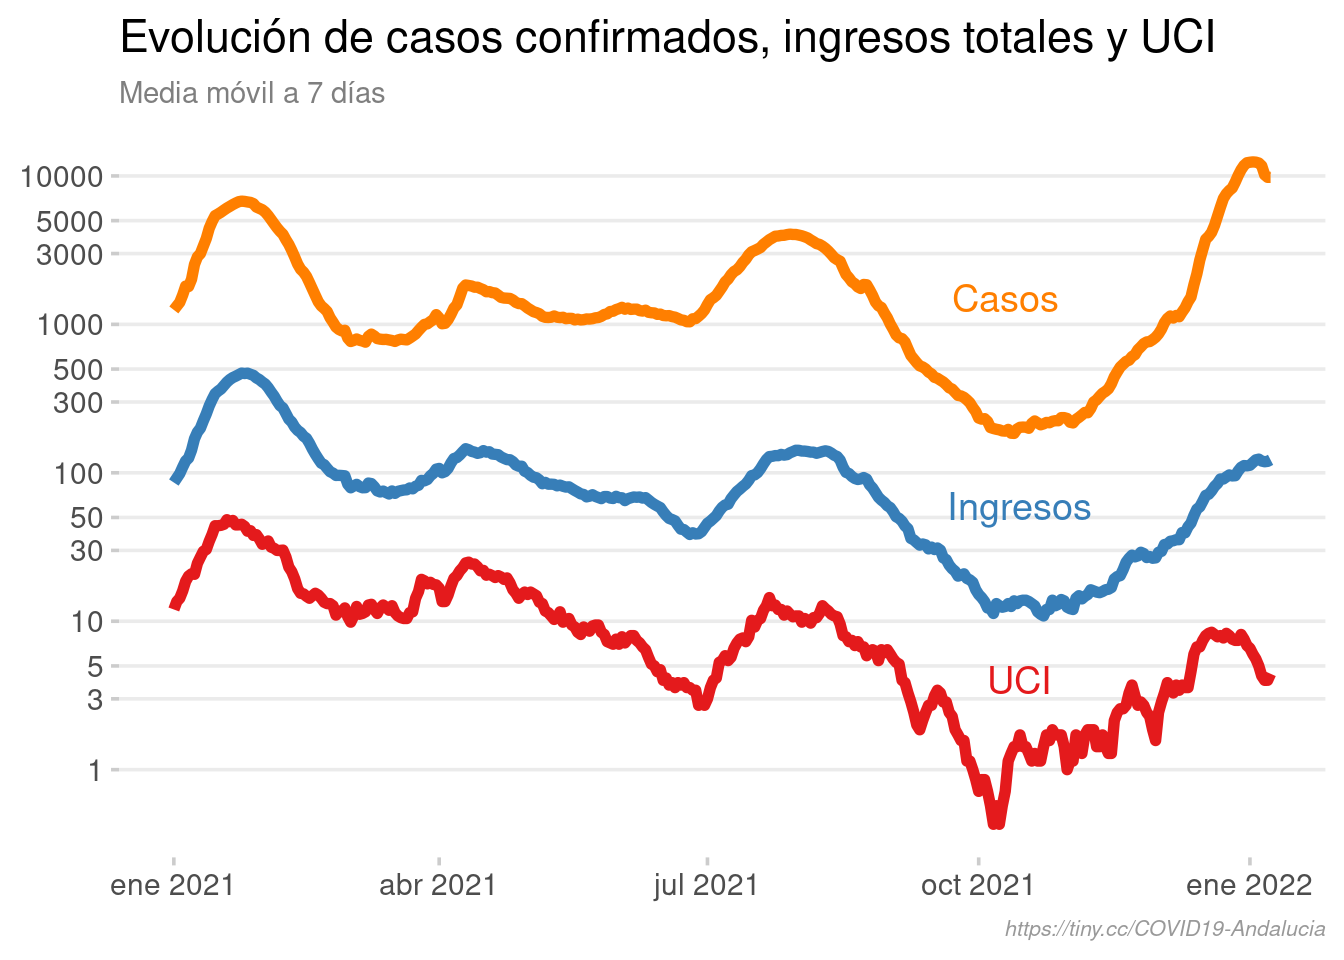 Evolución de casos confirmados, ingresos totales y UCI
Media móvil a 7 días
10000
5000
3000
1000
500
300
100
50
30
10
5
3
1
Casos
Ingresos
UCI
ene 2021
abr 2021
jul 2021
oct 2021
ene 2022
https://tiny.cc/COVID19-Andalucia